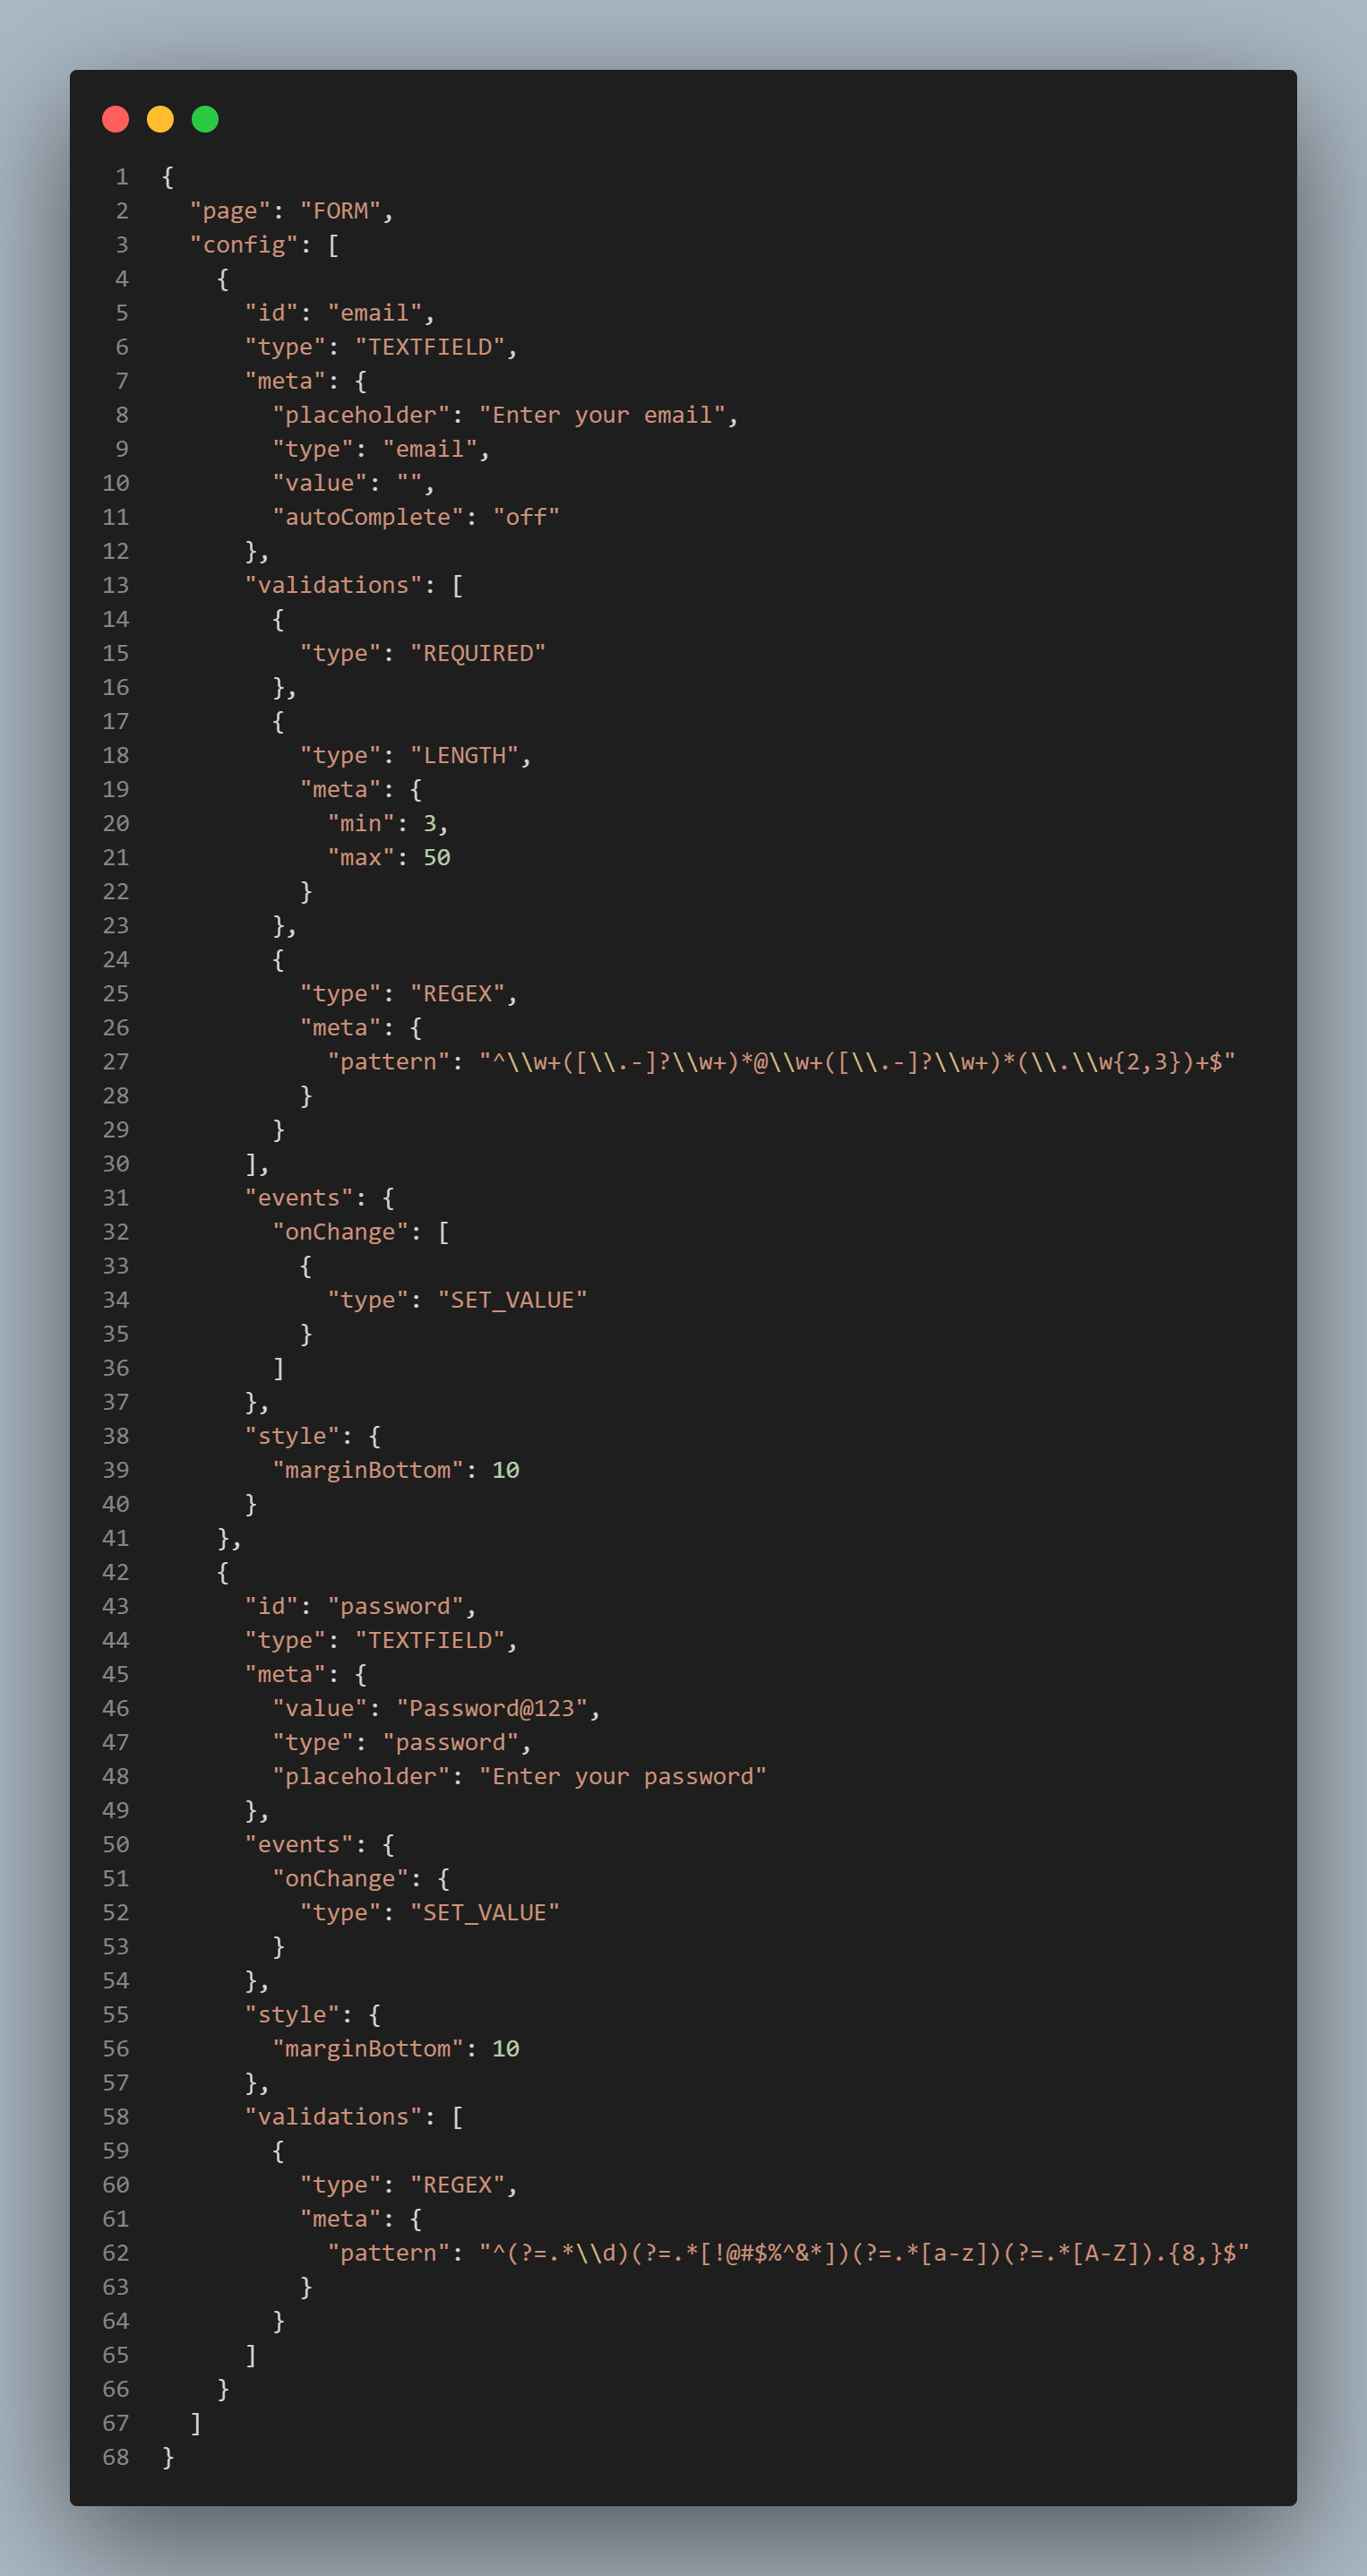 1 {
2   "page": "FORM",
3   "config": [
4     {
5       "id": "email",
6       "type": "TEXTFIELD",
7       "meta": {
8         "placeholder": "Enter your email",
9         "type": "email",
10         "value": "",
11         "autoComplete": "off"
12       },
13       "validations": [
14         {
15           "type": "REQUIRED"
16         },
17         {
18           "type": "LENGTH",
19           "meta": {
20             "min": 3,
21             "max": 50
22           }
23         },
24         {
25           "type": "REGEX",
26           "meta": {
27             "pattern": "^\\w+([\\.-]?\\w+)*@\\w+([\\.-]?\\w+)*(\\.\\w{2,3})+$"
28           }
29         }
30       ],
31       "events": {
32         "onChange": [
33           {
34             "type": "SET_VALUE"
35           }
36         ]
37       },
38       "style": {
39         "marginBottom": 10
40       }
41     },
42     {
43       "id": "password",
44       "type": "TEXTFIELD",
45       "meta": {
46         "value": "Password@123",
47         "type": "password",
48         "placeholder": "Enter your password"
49       },
50       "events": {
51         "onChange": {
52           "type": "SET_VALUE"
53         }
54       },
55       "style": {
56         "marginBottom": 10
57       },
58       "validations": [
59         {
60           "type": "REGEX",
61           "meta": {
62             "pattern": "^(?=.*\\d)(?=.*[!@#$%^&*])(?=.*[a-z])(?=.*[A-Z]).{8,}$"
63           }
64         }
65       ]
66     }
67   ]
68 }